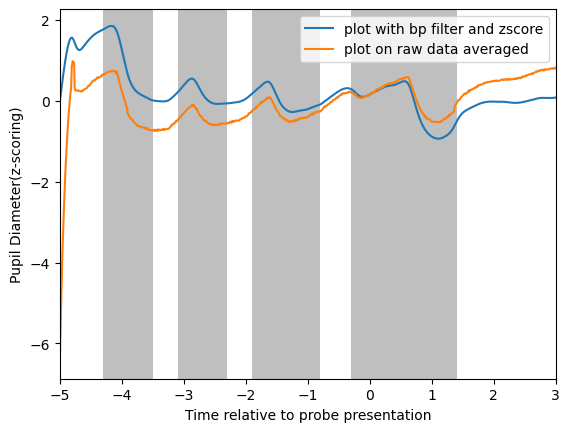 plot with bp filter and zscore
plot on raw data averaged
Pupil Diameter(z-scoring)
2
0
−2
−4
−6
−5 −4 −3 −2 −1 0 1 2 3
Time relative to probe presentation